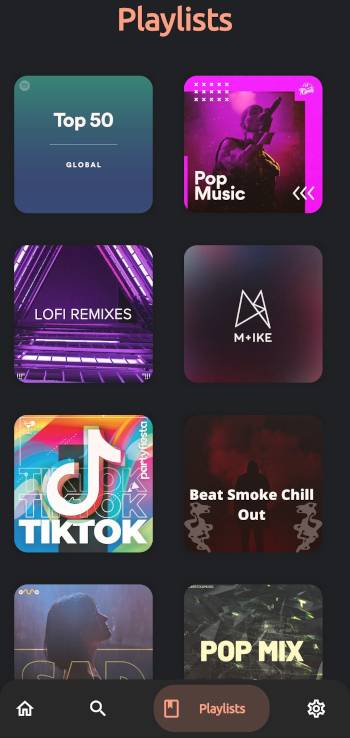 Playlists
Top 50
GLOBAL
Pop
Music
LOFI REMIXES
M+IKE
partyfiesta
TIKTOK
TIKTOK
TIKTOK
Beat Smoke Chill
Out
SAD
POP MIX
Playlists